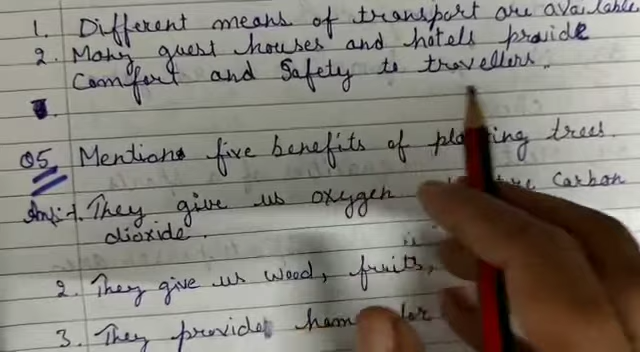 1. Different means of transport are available
2. Many guest houses and hotels provide
Comfort and Safety to travellers.
Q5 Mention five benefits of planting trees.
Ans:- 1. They give us oxygen Carbon
dioxide.
2. They give us wood, fruits,
3. They provide